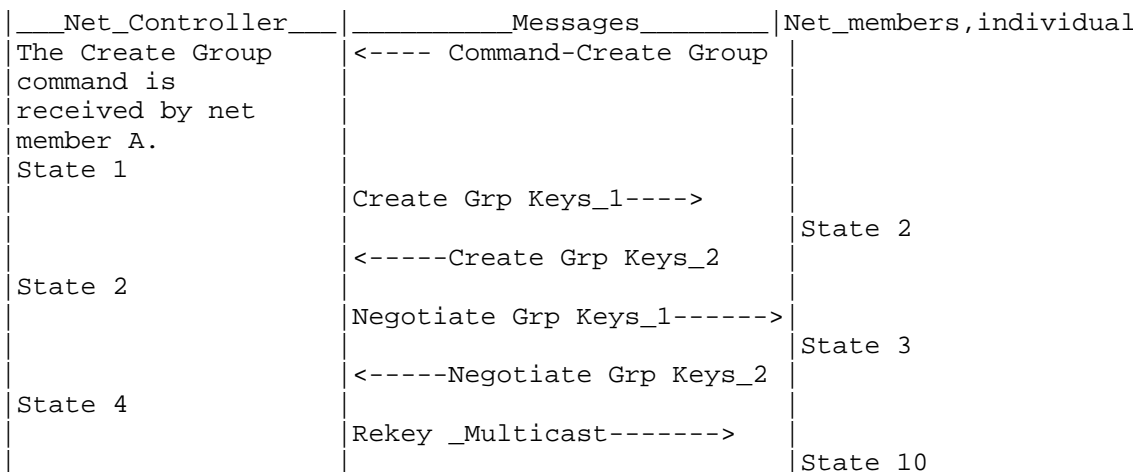 |___Net_Controller___|__________Messages________|Net_members,individual
|The Create Group    |<---- Command-Create Group |
|command is          |                           |
|received by net     |                           |
|member A.           |                           |
|State 1             |                           |
|                    |Create Grp Keys_1---->     |
|                    |                           |State 2
|                    |<-----Create Grp Keys_2    |
|State 2             |                           |
|                    |Negotiate Grp Keys_1------>|
|                    |                           |State 3
|                    |<-----Negotiate Grp Keys_2 |
|State 4             |                           |
|                    |Rekey _Multicast------->   |
|                    |                           |State 10